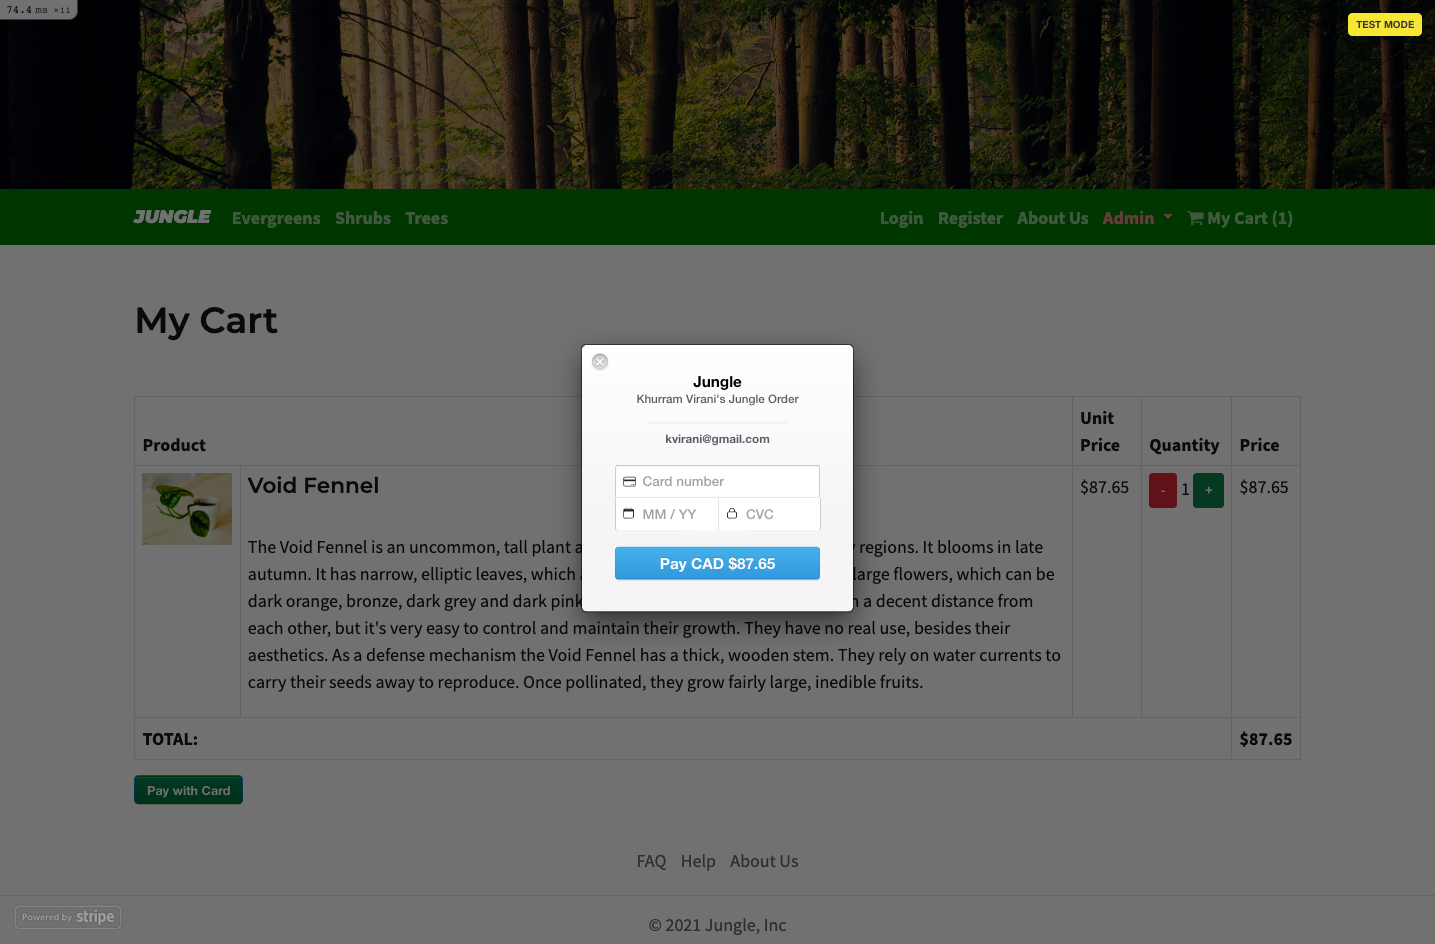 74.4 ms ×11
TEST MODE
JUNGLE Evergreens Shrubs Trees Login Register About Us Admin My Cart (1)
My Cart
Product Unit Price Quantity Price
Void Fennel $87.65 - 1 + $87.65
The Void Fennel is an uncommon, tall plant a
y regions. It blooms in late
autumn. It has narrow, elliptic leaves, which
large flowers, which can be
dark orange, bronze, dark grey and dark pink
a decent distance from
each other, but it's very easy to control and maintain their growth. They have no real use, besides their
aesthetics. As a defense mechanism the Void Fennel has a thick, wooden stem. They rely on water currents to
carry their seeds away to reproduce. Once pollinated, they grow fairly large, inedible fruits.
TOTAL: $87.65
Pay with Card
Jungle
Khurram Virani's Jungle Order
kvirani@gmail.com
Card number
MM / YY CVC
Pay CAD $87.65
FAQ Help About Us
Powered by stripe
© 2021 Jungle, Inc